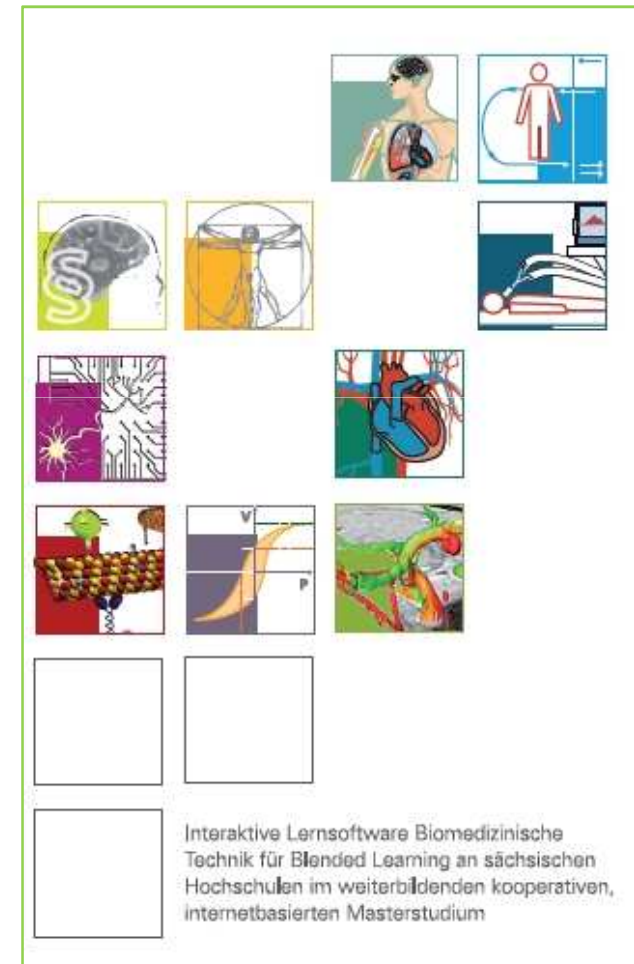 §
V
P
Interaktive Lernsoftware Biomedizinische
Technik für Blended Learning an sächsischen
Hochschulen im weiterbildenden kooperativen,
internetbasierten Masterstudium